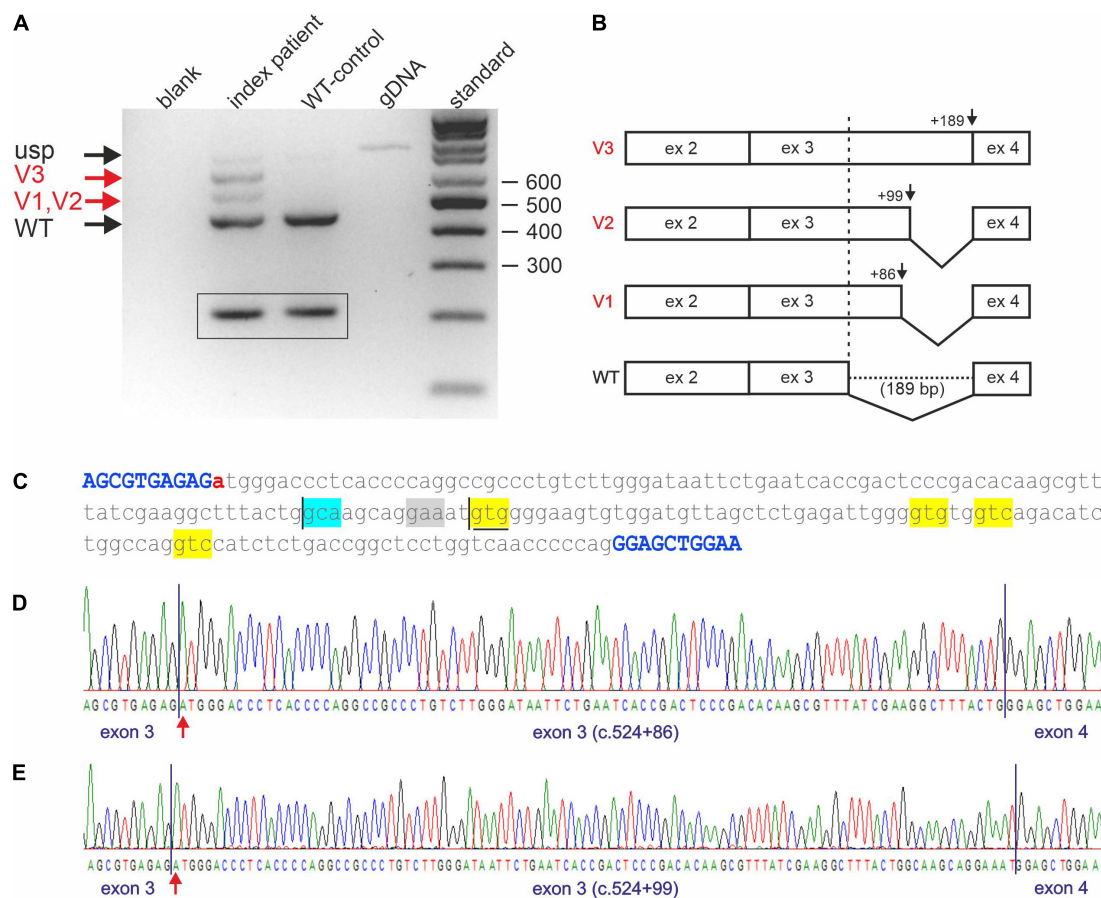 A
blank
index patient
WT-control
gDNA
standard
usp
V3
V1,V2
WT
600
500
400
300
B
V3 ex 2 ex 3 +189 ex 4
V2 ex 2 ex 3 +99 ex 4
V1 ex 2 ex 3 +86 ex 4
WT ex 2 ex 3 (189 bp) ex 4
C
AGCGTGAGAGatgggaccctcaccccaggccgccctgtcttgggataattctgaatcaccgactcccgacacaagcgtt
tatcgaaggctttactggcaagcaggaaatgtgggggaagtgtggatgttagctctgagattggggtgtggtcagacatc
tggccaggtccatctctgaccggctcctggtcaacccccagGGAGCTGGAA
D
AGCGTGAGAGATGGGACCCTCACCCCAGGCCGCCCTGTCTTGGGATAATTCTGAATCACCGACTCCCGACACAAGCGTTTATCGAAGGCTTTACTGGGAGCTGGAA
exon 3
exon 3 (c.524+86)
exon 4
E
AGCGTGAGAGATGGGACCCTCACCCCAGGCCGCCCTGTCTTGGGATAATTCTGAATCACCGACTCCCGACACAAGCGTTTATCGAAGGCTTTACTGGCAAGCAGGAAATGGAGCTGGAA
exon 3
exon 3 (c.524+99)
exon 4